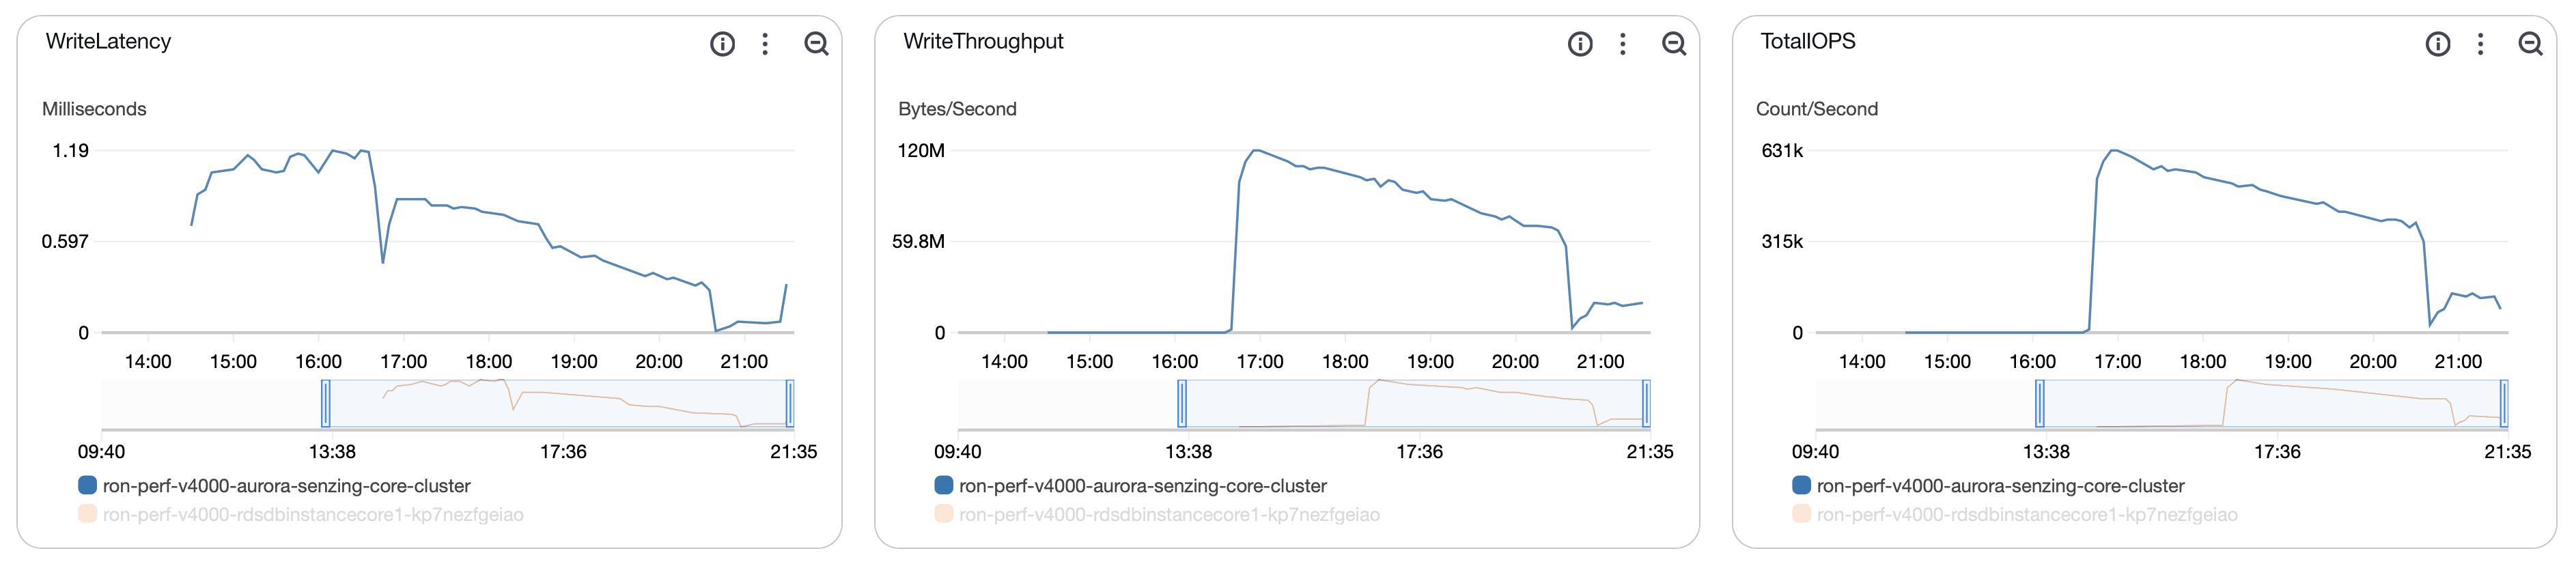 WriteLatency
Milliseconds
1.19
0.597
0
14:00 15:00 16:00 17:00 18:00 19:00 20:00 21:00
09:40 13:38 17:36 21:35
ron-perf-v4000-aurora-senzing-core-cluster
ron-perf-v4000-rdsdbinstancecore1-kp7nezfgeiao
WriteThroughput
Bytes/Second
120M
59.8M
0
14:00 15:00 16:00 17:00 18:00 19:00 20:00 21:00
09:40 13:38 17:36 21:35
ron-perf-v4000-aurora-senzing-core-cluster
ron-perf-v4000-rdsdbinstancecore1-kp7nezfgeiao
TotalIOPS
Count/Second
631k
315k
0
14:00 15:00 16:00 17:00 18:00 19:00 20:00 21:00
09:40 13:38 17:36 21:35
ron-perf-v4000-aurora-senzing-core-cluster
ron-perf-v4000-rdsdbinstancecore1-kp7nezfgeiao